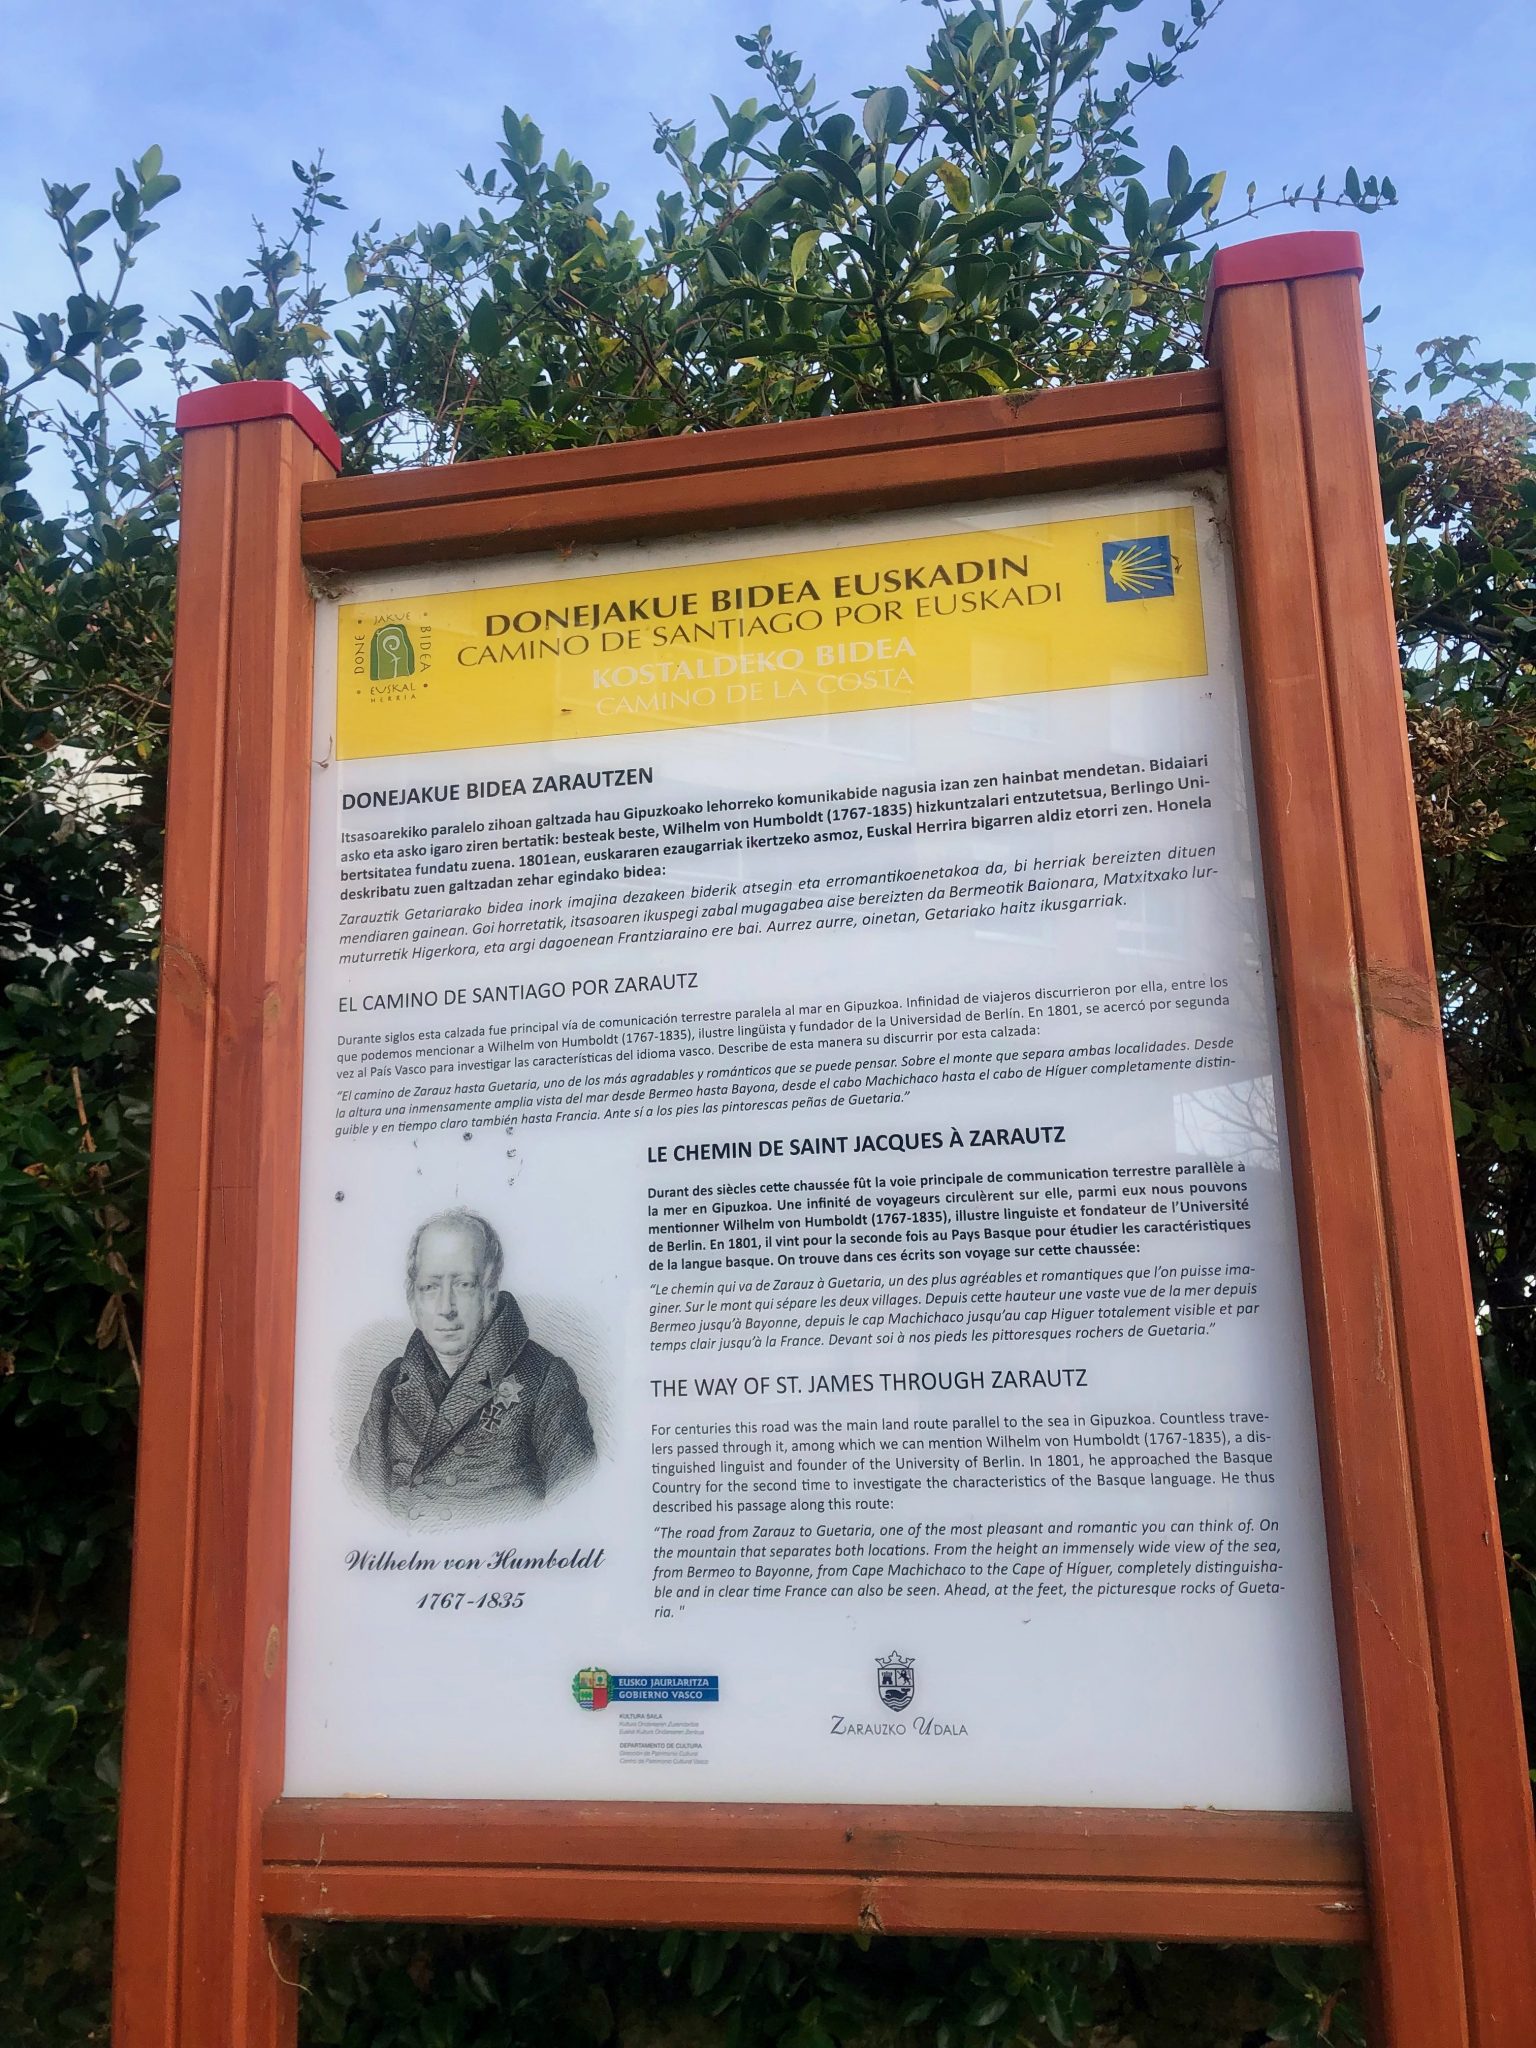 DONE JAKUE BIDEA
EUSKAL
HERRIA
DONEJAKUE BIDEA EUSKADIN
CAMINO DE SANTIAGO POR EUSKADI
KOSTALDEKO BIDEA
CAMINO DE LA COSTA
DONEJAKUE BIDEA ZARAUTZEN
Itsasoarekiko paralelo zihoan galtzada hau Gipuzkoako lehorreko komunikabide nagusia izan zen hainbat mendetan. Bidaiari
asko eta asko igaro ziren bertatik: besteak beste, Wilhelm von Humboldt (1767-1835) hizkuntzalari entzutetsua, Berlingo Uni-
bertsitatea fundatu zuena. 1801ean, euskararen ezaugarriak ikertzeko asmoz, Euskal Herrira bigarren aldiz etorri zen. Honela
deskribatu zuen galtzadan zehar egindako bidea:
Zarauztik Getariarako bidea inork imajina dezakeen biderik atsegin eta erromantikoenetakoa da, bi herriak bereizten dituen
mendiaren gainean. Goi horretatik, itsasoaren ikuspegi zabal mugagabea aise bereizten da Bermeotik Baionara, Matxitxako lur-
muturretik Higerkora, eta argi dagoenean Frantziaraino ere bai. Aurrez aurre, oinetan, Getariako haitz ikusgarriak.
EL CAMINO DE SANTIAGO POR ZARAUTZ
Durante siglos esta calzada fue principal vía de comunicación terrestre paralela al mar en Gipuzkoa. Infinidad de viajeros discurrieron por ella, entre los
que podemos mencionar a Wilhelm von Humboldt (1767-1835), ilustre lingüista y fundador de la Universidad de Berlín. En 1801, se acercó por segunda
vez al País Vasco para investigar las características del idioma vasco. Describe de esta manera su discurrir por esta calzada:
“El camino de Zarauz hasta Guetaria, uno de los más agradables y románticos que se puede pensar. Sobre el monte que separa ambas localidades. Desde
la altura una inmensamente amplia vista del mar desde Bermeo hasta Bayona, desde el cabo Machichaco hasta el cabo de Híguer completamente distin-
guible y en tiempo claro también hasta Francia. Ante sí a los pies las pintorescas peñas de Guetaria.”
LE CHEMIN DE SAINT JACQUES À ZARAUTZ
Durant des siècles cette chaussée fût la voie principale de communication terrestre parallèle à
la mer en Gipuzkoa. Une infinité de voyageurs circulèrent sur elle, parmi eux nous pouvons
mentionner Wilhelm von Humboldt (1767-1835), illustre linguiste et fondateur de l’Université
de Berlin. En 1801, il vint pour la seconde fois au Pays Basque pour étudier les caractéristiques
de la langue basque. On trouve dans ces écrits son voyage sur cette chaussée:
“Le chemin qui va de Zarauz à Guetaria, un des plus agréables et romantiques que l’on puisse ima-
giner. Sur le mont qui sépare les deux villages. Depuis cette hauteur une vaste vue de la mer depuis
Bermeo jusqu’à Bayonne, depuis le cap Machichaco jusqu’au cap Higuer totalement visible et par
temps clair jusqu’à la France. Devant soi à nos pieds les pittoresques rochers de Guetaria.”
THE WAY OF ST. JAMES THROUGH ZARAUTZ
For centuries this road was the main land route parallel to the sea in Gipuzkoa. Countless trave-
lers passed through it, among which we can mention Wilhelm von Humboldt (1767-1835), a dis-
tinguished linguist and founder of the University of Berlin. In 1801, he approached the Basque
Country for the second time to investigate the characteristics of the Basque language. He thus
described his passage along this route:
“The road from Zarauz to Guetaria, one of the most pleasant and romantic you can think of. On
the mountain that separates both locations. From the height an immensely wide view of the sea,
from Bermeo to Bayonne, from Cape Machichaco to the Cape of Híguer, completely distinguisha-
ble and in clear time France can also be seen. Ahead, at the feet, the picturesque rocks of Gueta-
ria. "
Wilhelm von Humboldt
1767-1835
EUSKO JAURLARITZA
GOBIERNO VASCO
KULTURA SAILA
Kultura Ondarearen Zuzendaritza
Euskal Kultura Ondarearen Zentroa
DEPARTAMENTO DE CULTURA
Dirección de Patrimonio Cultural
Centro de Patrimonio Cultural Vasco
ZARAUZKO UDALA